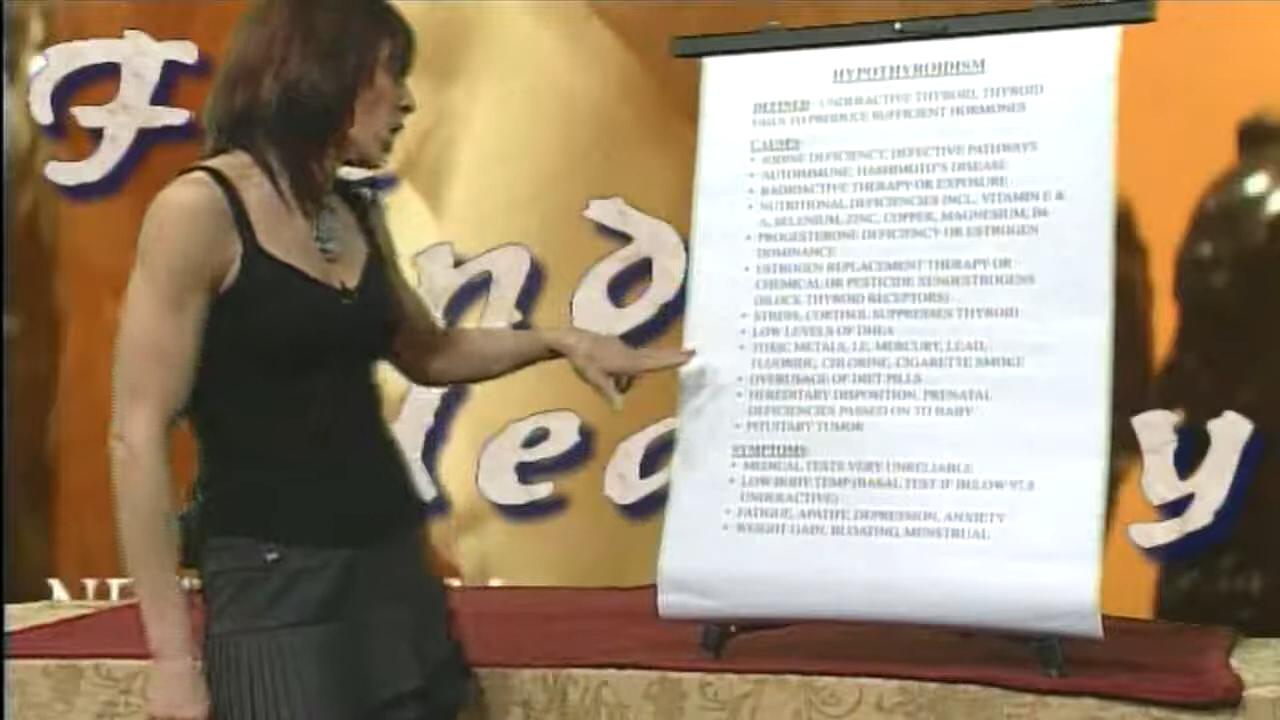 HYPOTHYROIDISM
DEFINED: UNDERACTIVE THYROID, THYROID
FAILS TO PRODUCE SUFFICIENT HORMONES
CAUSES:
• IODINE DEFICIENCY, DEFECTIVE PATHWAYS
• AUTOIMMUNE, HASHIMOTO'S DISEASE
• RADIOACTIVE THERAPY OR EXPOSURE
• NUTRITIONAL DEFICIENCIES INCL. VITAMIN E &
A, SELENIUM, ZINC, COPPER, MAGNESIUM, B6
• PROGESTERONE DEFICIENCY OR ESTROGEN
DOMINANCE
• ESTROGEN REPLACEMENT THERAPY OR
CHEMICAL OR PESTICIDE XENOESTROGENS
(BLOCK THYROID RECEPTORS)
• STRESS, CORTISOL SUPPRESSES THYROID
• LOW LEVELS OF DHEA
• TOXIC METALS, I.E. MERCURY, LEAD,
FLUORIDE, CHLORINE, CIGARETTE SMOKE
• OVERUSAGE OF DIET PILLS
• HEREDITARY DISPOSITION, PRENATAL
DEFICIENCIES PASSED ON TO BABY
• PITUITARY TUMOR
SYMPTOMS:
• MEDICAL TESTS VERY UNRELIABLE
• LOW BODY TEMP (BASAL TEST IF BELOW 97.8
UNDERACTIVE)
• FATIGUE, APATHY, DEPRESSION, ANXIETY
• WEIGHT GAIN, BLOATING, MENSTRUAL